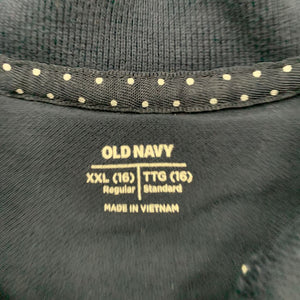 OLD NAVY
XXL (16) | TTG (16)
Regular | Standard
MADE IN VIETNAM